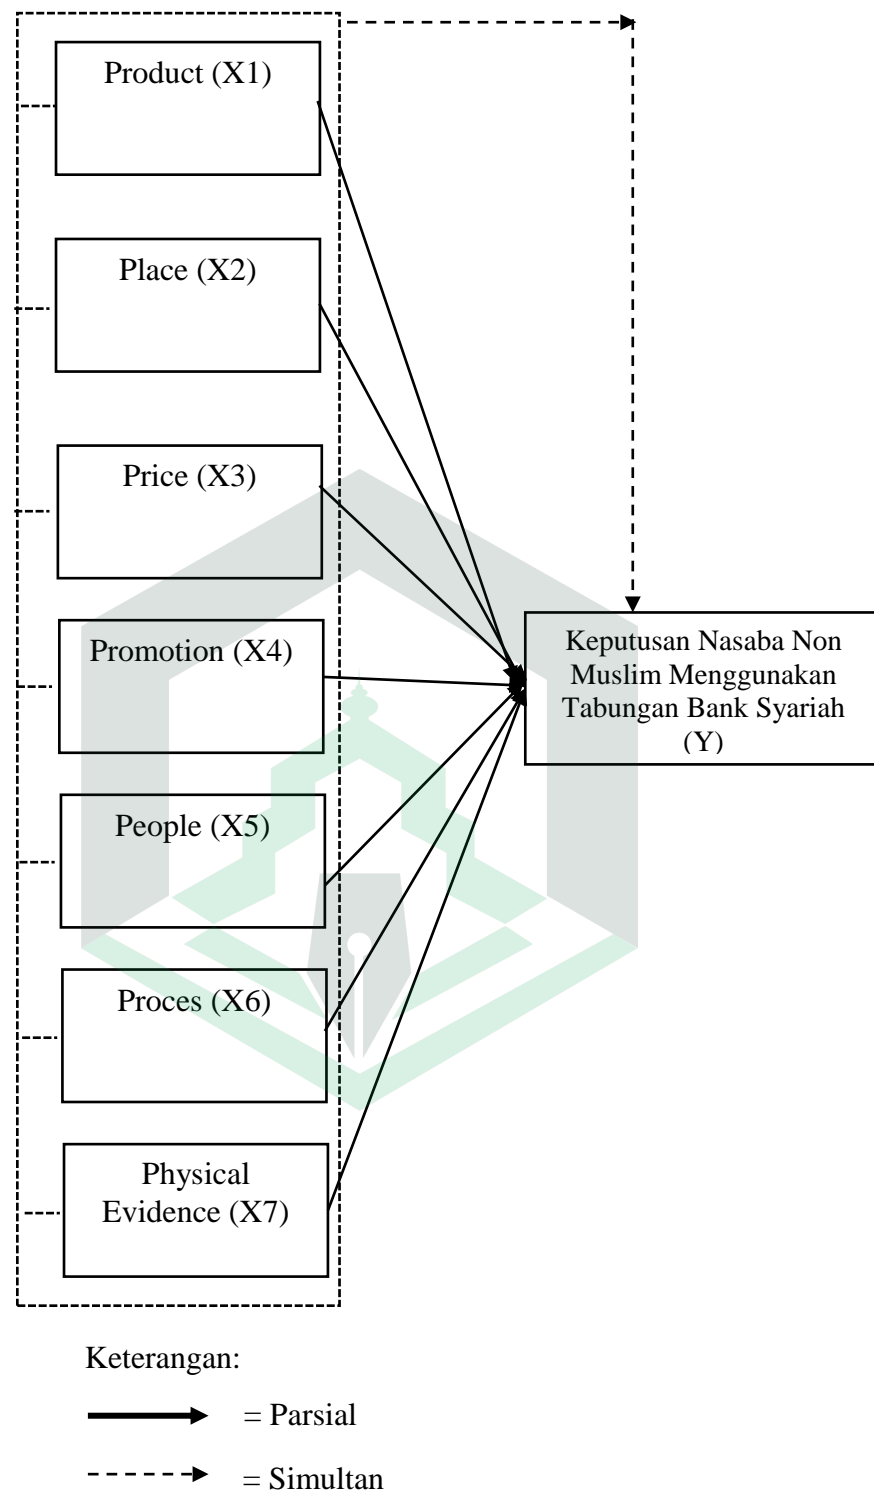 Product (X1)
Place (X2)
Price (X3)
Promotion (X4)
Keputusan Nasaba Non
Muslim Menggunakan
Tabungan Bank Syariah
(Y)
People (X5)
Proces (X6)
Physical
Evidence (X7)
Keterangan:
= Parsial
= Simultan